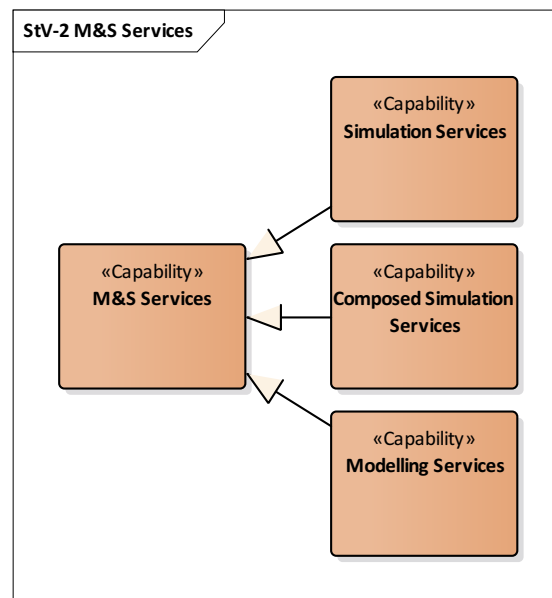 StV-2 M&S Services
«Capability»
Simulation Services
«Capability»
M&S Services
«Capability»
Composed Simulation
Services
«Capability»
Modelling Services